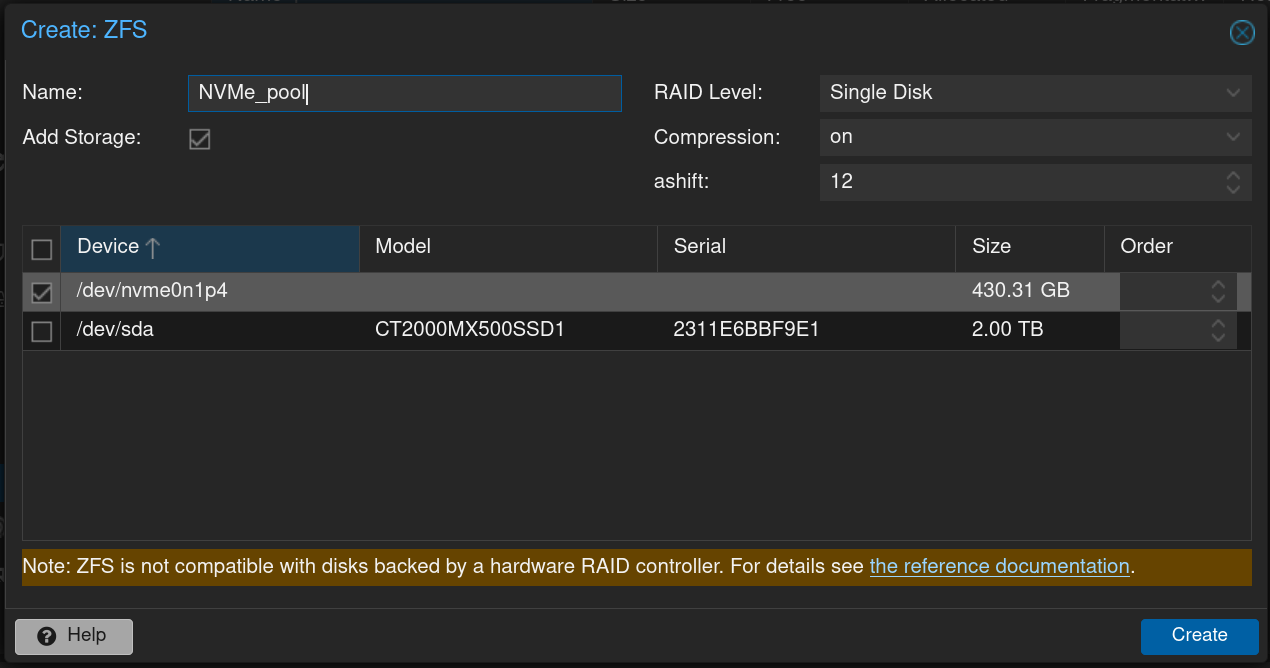 Create: ZFS
Name: NVMe_pool RAID Level: Single Disk
Add Storage: Compression: on
ashift: 12
Device Model Serial Size Order
/dev/nvme0n1p4 430.31 GB
/dev/sda CT2000MX500SSD1 2311E6BBF9E1 2.00 TB
Note: ZFS is not compatible with disks backed by a hardware RAID controller. For details see the reference documentation.
Help Create